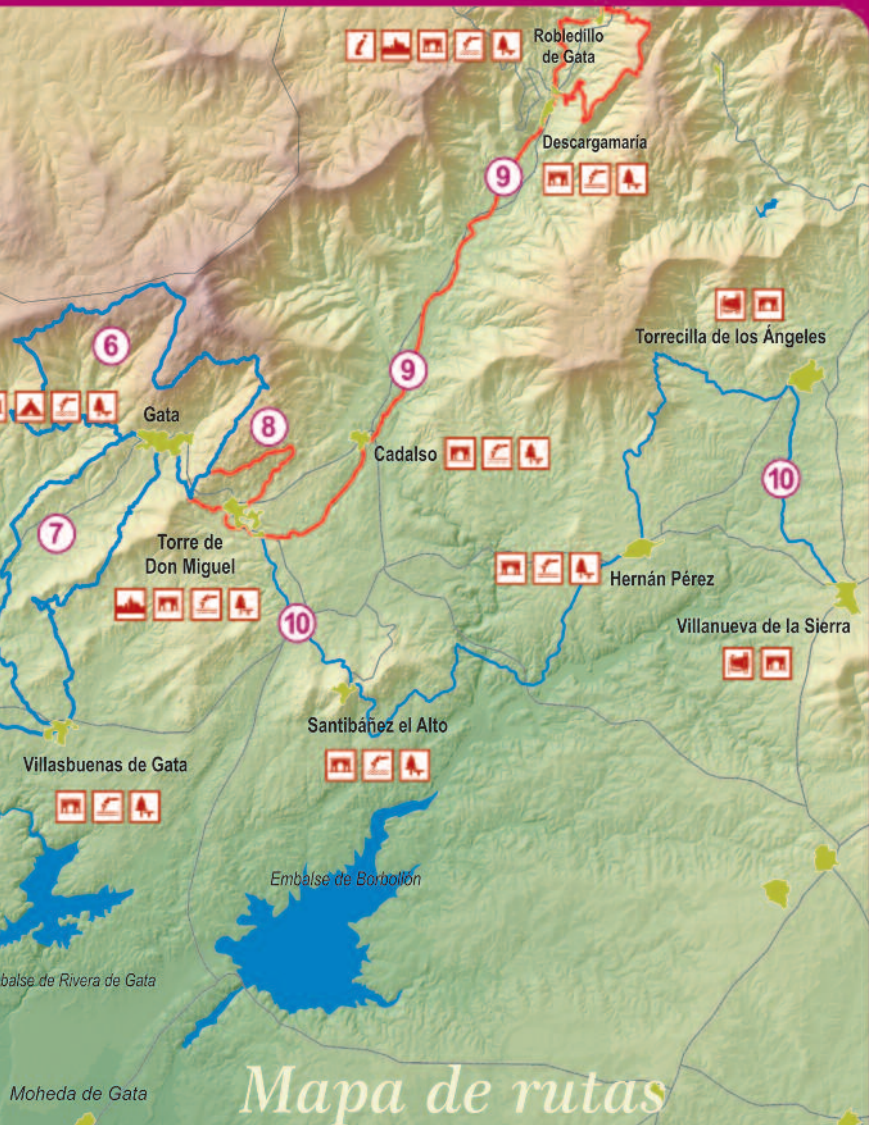 Robledillo
de Gata
Descargamaría
9
Torrecilla de los Ángeles
6
9
Gata
8
Cadalso
10
7
Torre de
Don Miguel
Hernán Pérez
10
Villanueva de la Sierra
Santibáñez el Alto
Villasbuenas de Gata
Embalse de Borbollón
balse de Rivera de Gata
Moheda de Gata
Mapa de rutas